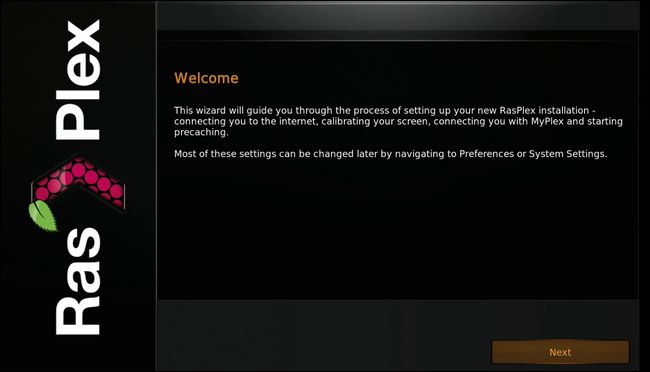 Ras Plex
Welcome
This wizard will guide you through the process of setting up your new RasPlex installation -
connecting you to the internet, calibrating your screen, connecting you with MyPlex and starting
precaching.
Most of these settings can be changed later by navigating to Preferences or System Settings.
Next